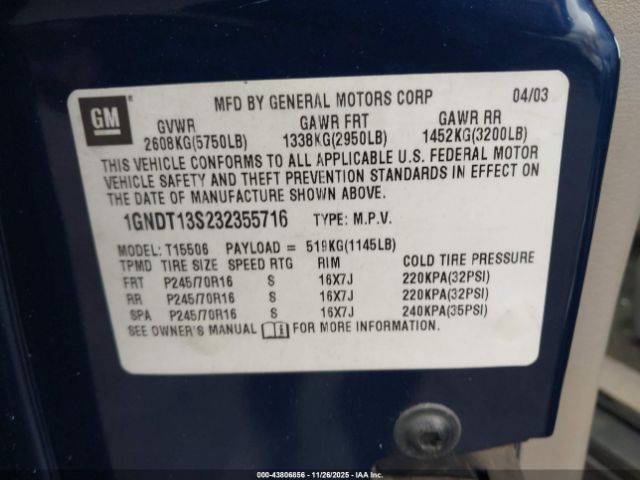 GM
MFD BY GENERAL MOTORS CORP 04/03
GVWR GAWR FRT GAWR RR
2608KG(5750LB) 1338KG(2950LB) 1452KG(3200LB)
THIS VEHICLE CONFORMS TO ALL APPLICABLE U.S. FEDERAL MOTOR
VEHICLE SAFETY AND THEFT PREVENTION STANDARDS IN EFFECT ON
THE DATE OF MANUFACTURE SHOWN ABOVE.
1GNDT13S232355716 TYPE: M.P.V.
MODEL: T15506 PAYLOAD = 519KG(1145LB)
TPMD TIRE SIZE SPEED RTG RIM COLD TIRE PRESSURE
FRT P245/70R16 S 16X7J 220KPA(32PSI)
RR P245/70R16 S 16X7J 220KPA(32PSI)
SPA P245/70R16 S 16X7J 240KPA(35PSI)
SEE OWNER'S MANUAL FOR MORE INFORMATION.
000-43806856 - 11/26/2025 - IAAI.com